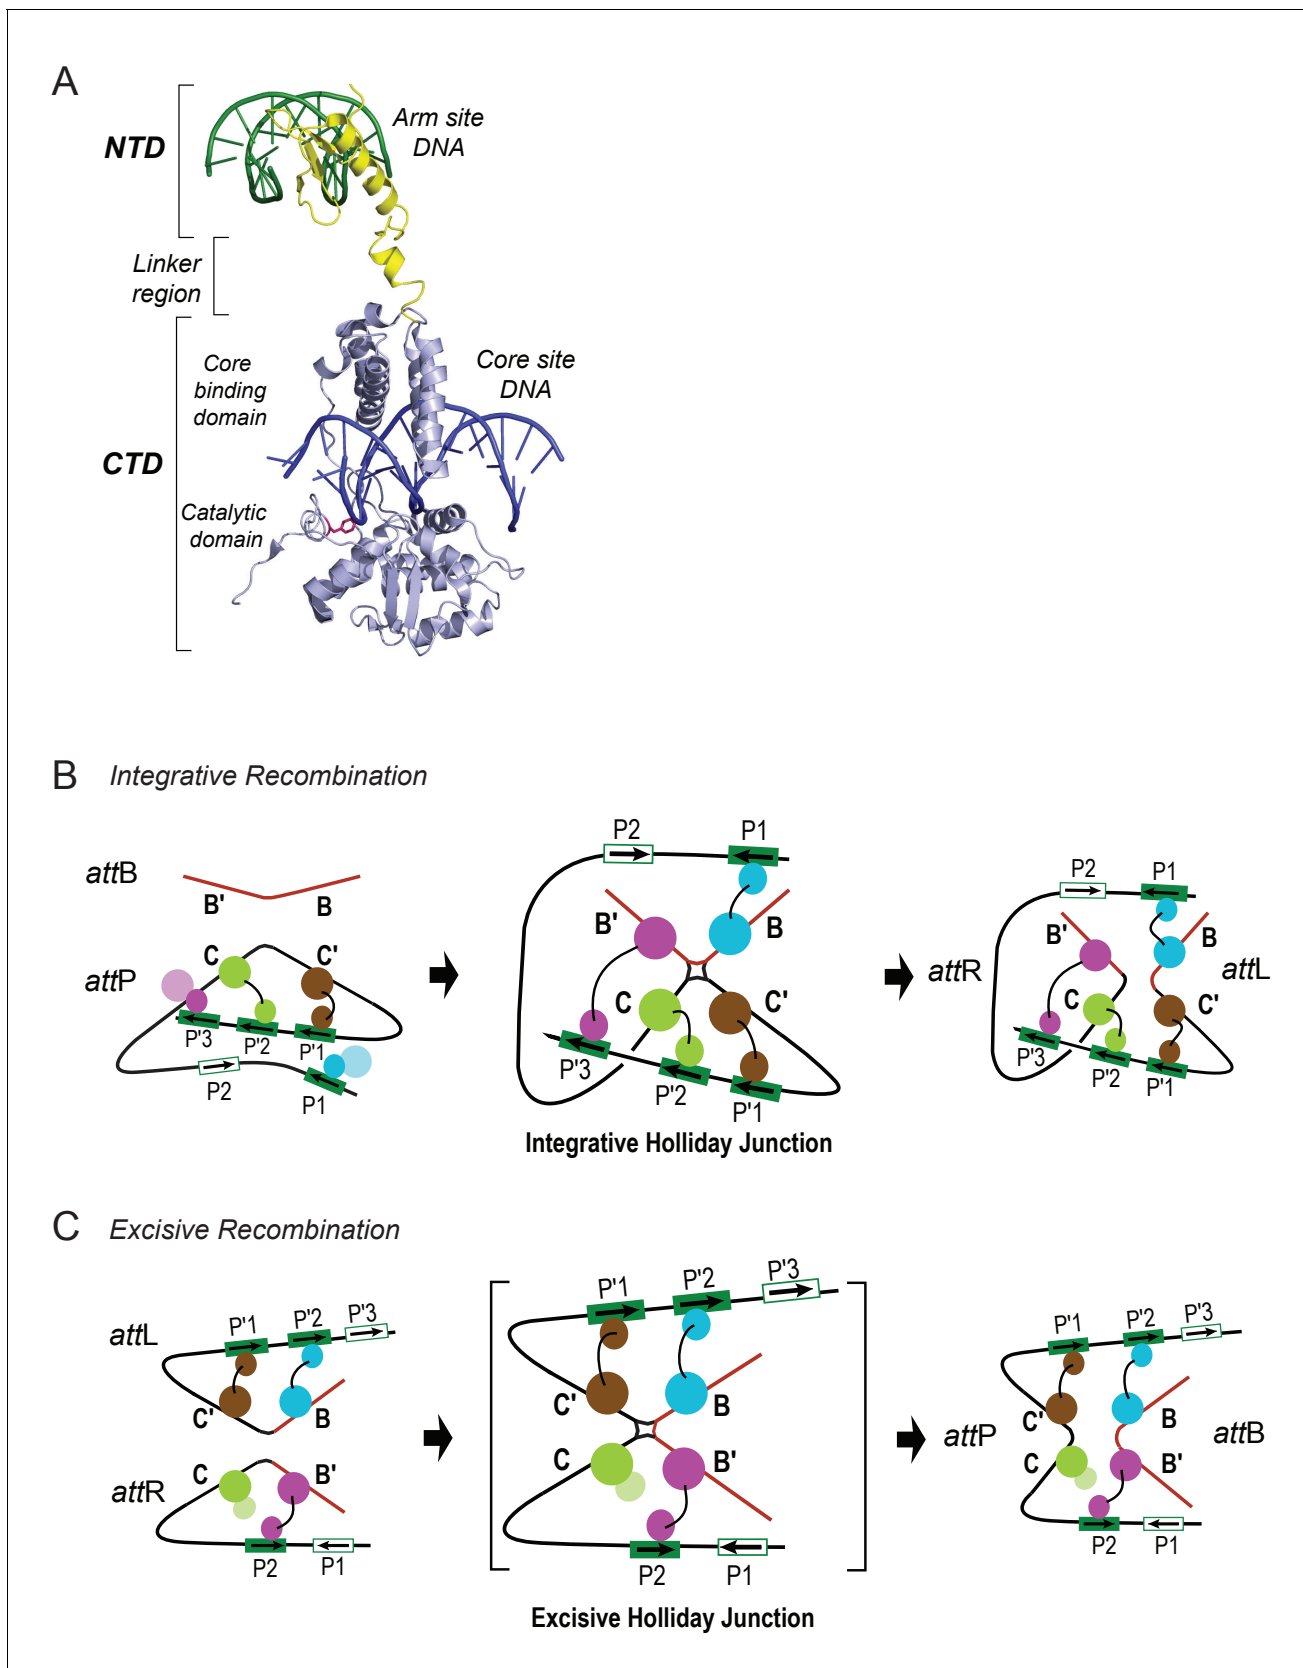 A
NTD
Arm site
DNA
Linker
region
Core
binding
domain
Core site
DNA
CTD
Catalytic
domain
B Integrative Recombination
attB
B' B
attP
C C'
P'3 P'2 P'1
P2 P1
P2 P1
B' B
C C'
P'3 P'2 P'1
Integrative Holliday Junction
P2 P1
B' B
attR attL
C C'
P'3 P'2 P'1
C Excisive Recombination
attL
P'1 P'2 P'3
C' B
attR
C B'
P2 P1
P'1 P'2 P'3
C' B
C B'
P2 P1
Excisive Holliday Junction
P'1 P'2 P'3
C' B
attP attB
C B'
P2 P1